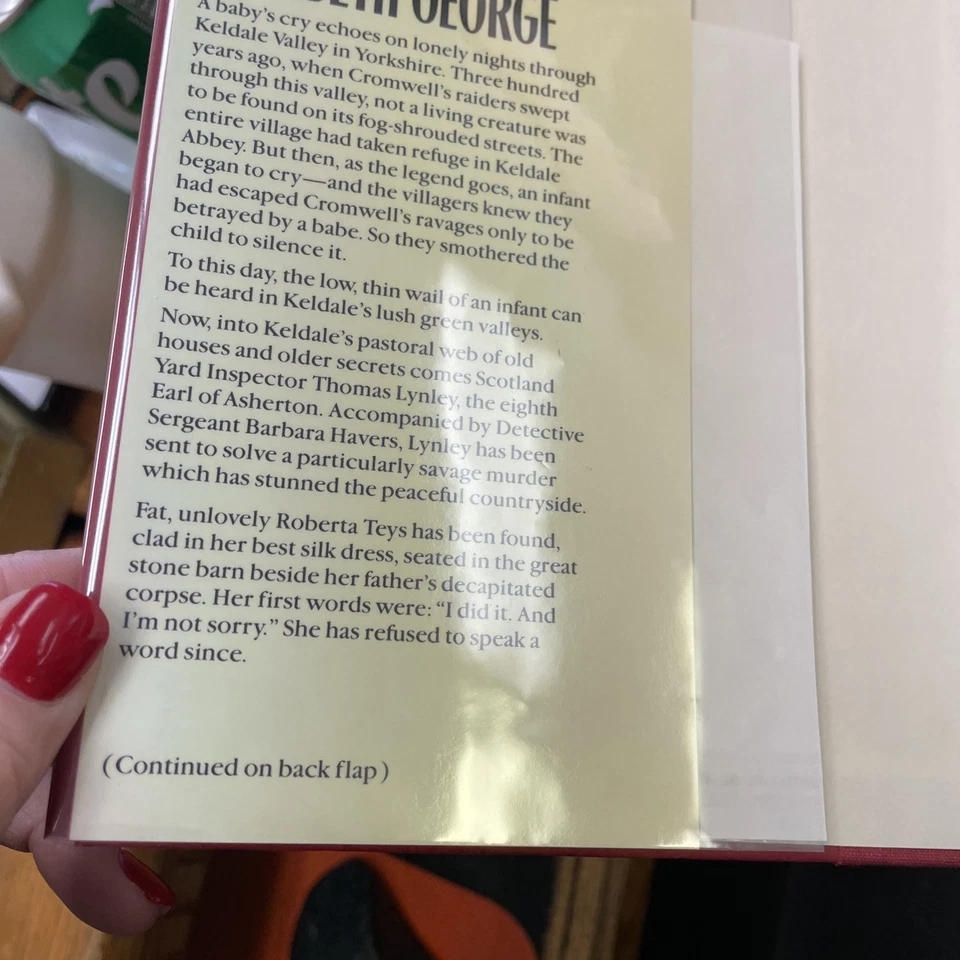 GEORGE
A baby's cry echoes on lonely nights through
Keldale Valley in Yorkshire. Three hundred
years ago, when Cromwell's raiders swept
through this valley, not a living creature was
to be found on its fog-shrouded streets. The
entire village had taken refuge in Keldale
Abbey. But then, as the legend goes, an infant
began to cry—and the villagers knew they
had escaped Cromwell's ravages only to be
betrayed by a babe. So they smothered the
child to silence it.
To this day, the low, thin wail of an infant can
be heard in Keldale's lush green valleys.
Now, into Keldale's pastoral web of old
houses and older secrets comes Scotland
Yard Inspector Thomas Lynley, the eighth
Earl of Asherton. Accompanied by Detective
Sergeant Barbara Havers, Lynley has been
sent to solve a particularly savage murder
which has stunned the peaceful countryside.
Fat, unlovely Roberta Teys has been found,
clad in her best silk dress, seated in the great
stone barn beside her father's decapitated
corpse. Her first words were: "I did it. And
I'm not sorry." She has refused to speak a
word since.
(Continued on back flap)